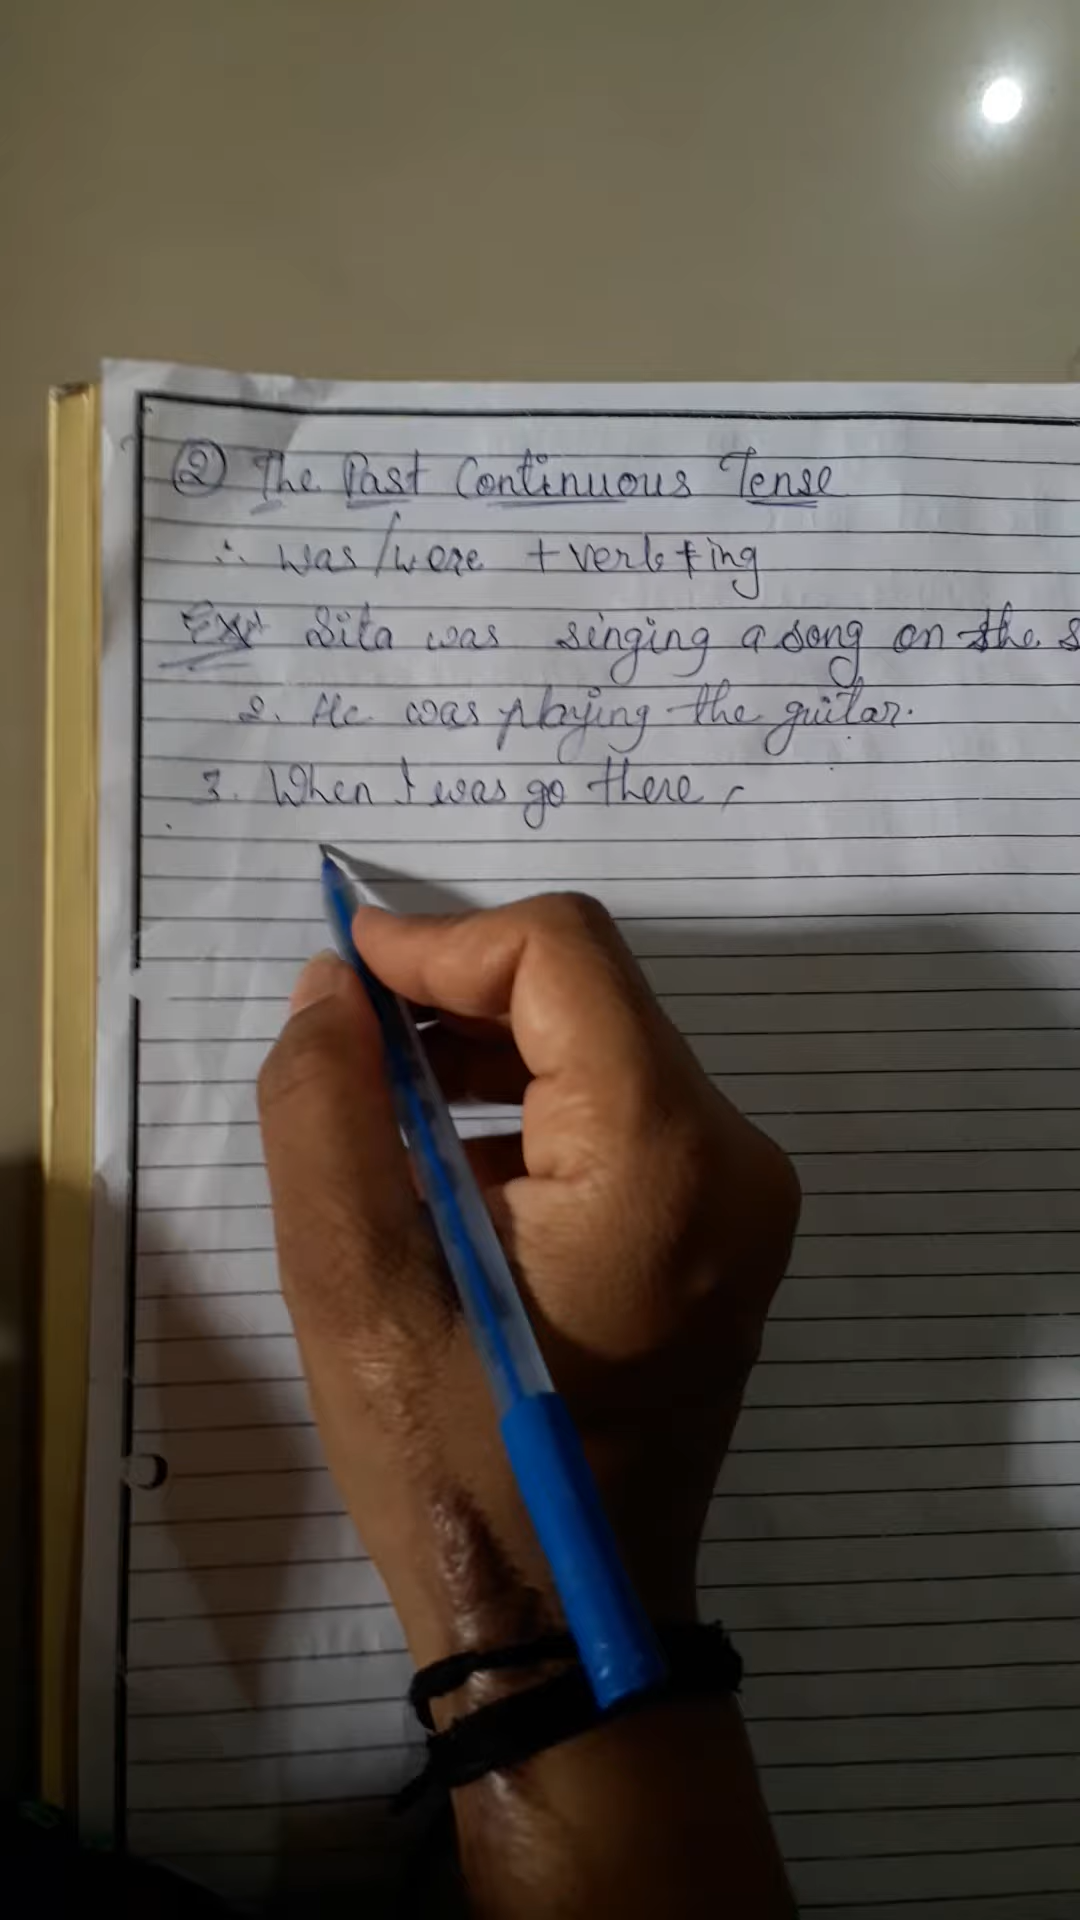 ② The Past Continuous Tense
∴ was/were + verb + ing
Ex:- Sita was singing a song on the
2. He was playing the guitar.
3. When I was go there,